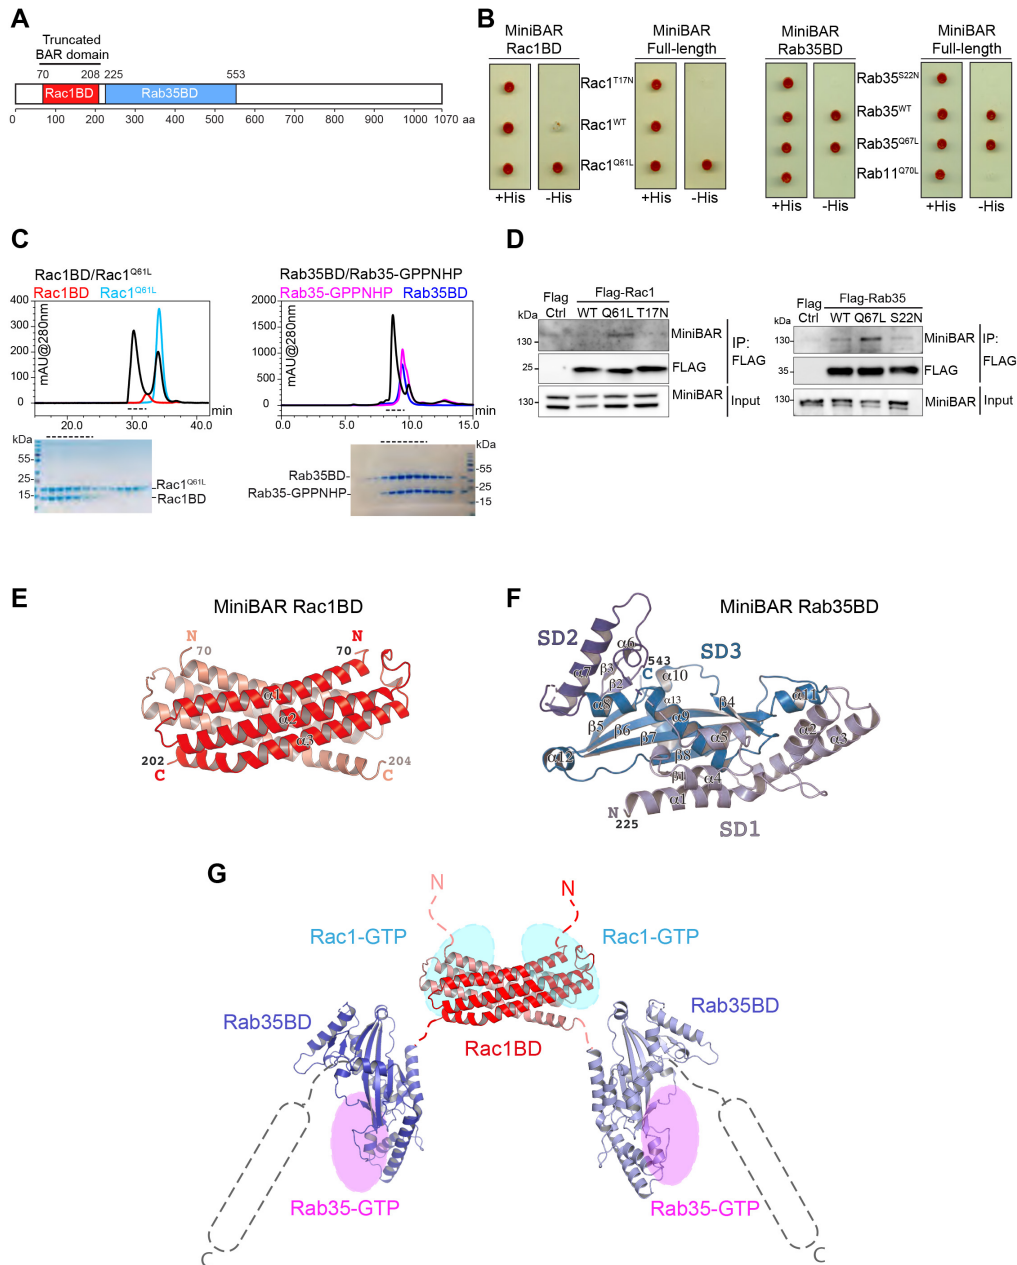 A
Truncated
BAR domain
70 208 225 553
Rac1BD Rab35BD
0 100 200 300 400 500 600 700 800 900 1000 1070 aa
B
MiniBAR
Rac1BD
MiniBAR
Full-length
MiniBAR
Rab35BD
MiniBAR
Full-length
Rac1T17N
Rac1WT
Rac1Q61L
+His -His +His -His
Rab35S22N
Rab35WT
Rab35Q67L
Rab11Q70L
+His -His +His -His
C
Rac1BD/Rac1Q61L
Rac1BD Rac1Q61L
mAU@280nm
400
300
200
100
0
20.0 30.0 40.0
min
kDa
55
25
15
Rac1Q61L
Rac1BD
Rab35BD/Rab35-GPPNHP
Rab35-GPPNHP Rab35BD
mAU@280nm
2000
1500
1000
500
0
0.0 5.0 10.0 15.0
min
kDa
55
25
15
Rab35BD
Rab35-GPPNHP
D
Flag
Ctrl
Flag-Rac1
WT Q61L T17N
kDa
130
MiniBAR
IP:
FLAG
25
FLAG
130
MiniBAR
Input
Flag
Ctrl
Flag-Rab35
WT Q67L S22N
kDa
130
MiniBAR
IP:
FLAG
35
FLAG
130
MiniBAR
Input
E
MiniBAR Rac1BD
N
70
N
70
α1
α2
α3
202
C
204
C
F
MiniBAR Rab35BD
SD2
SD3
SD1
α6
α7
β3
β2
543
C
α10
α8
α13
α9
β4
α11
β5
β6
β7
α5
α2
α3
α12
β8
β1
α4
α1
N
225
G
N
N
Rac1-GTP
Rac1-GTP
Rab35BD
Rab35BD
Rac1BD
Rab35-GTP
Rab35-GTP
C
C